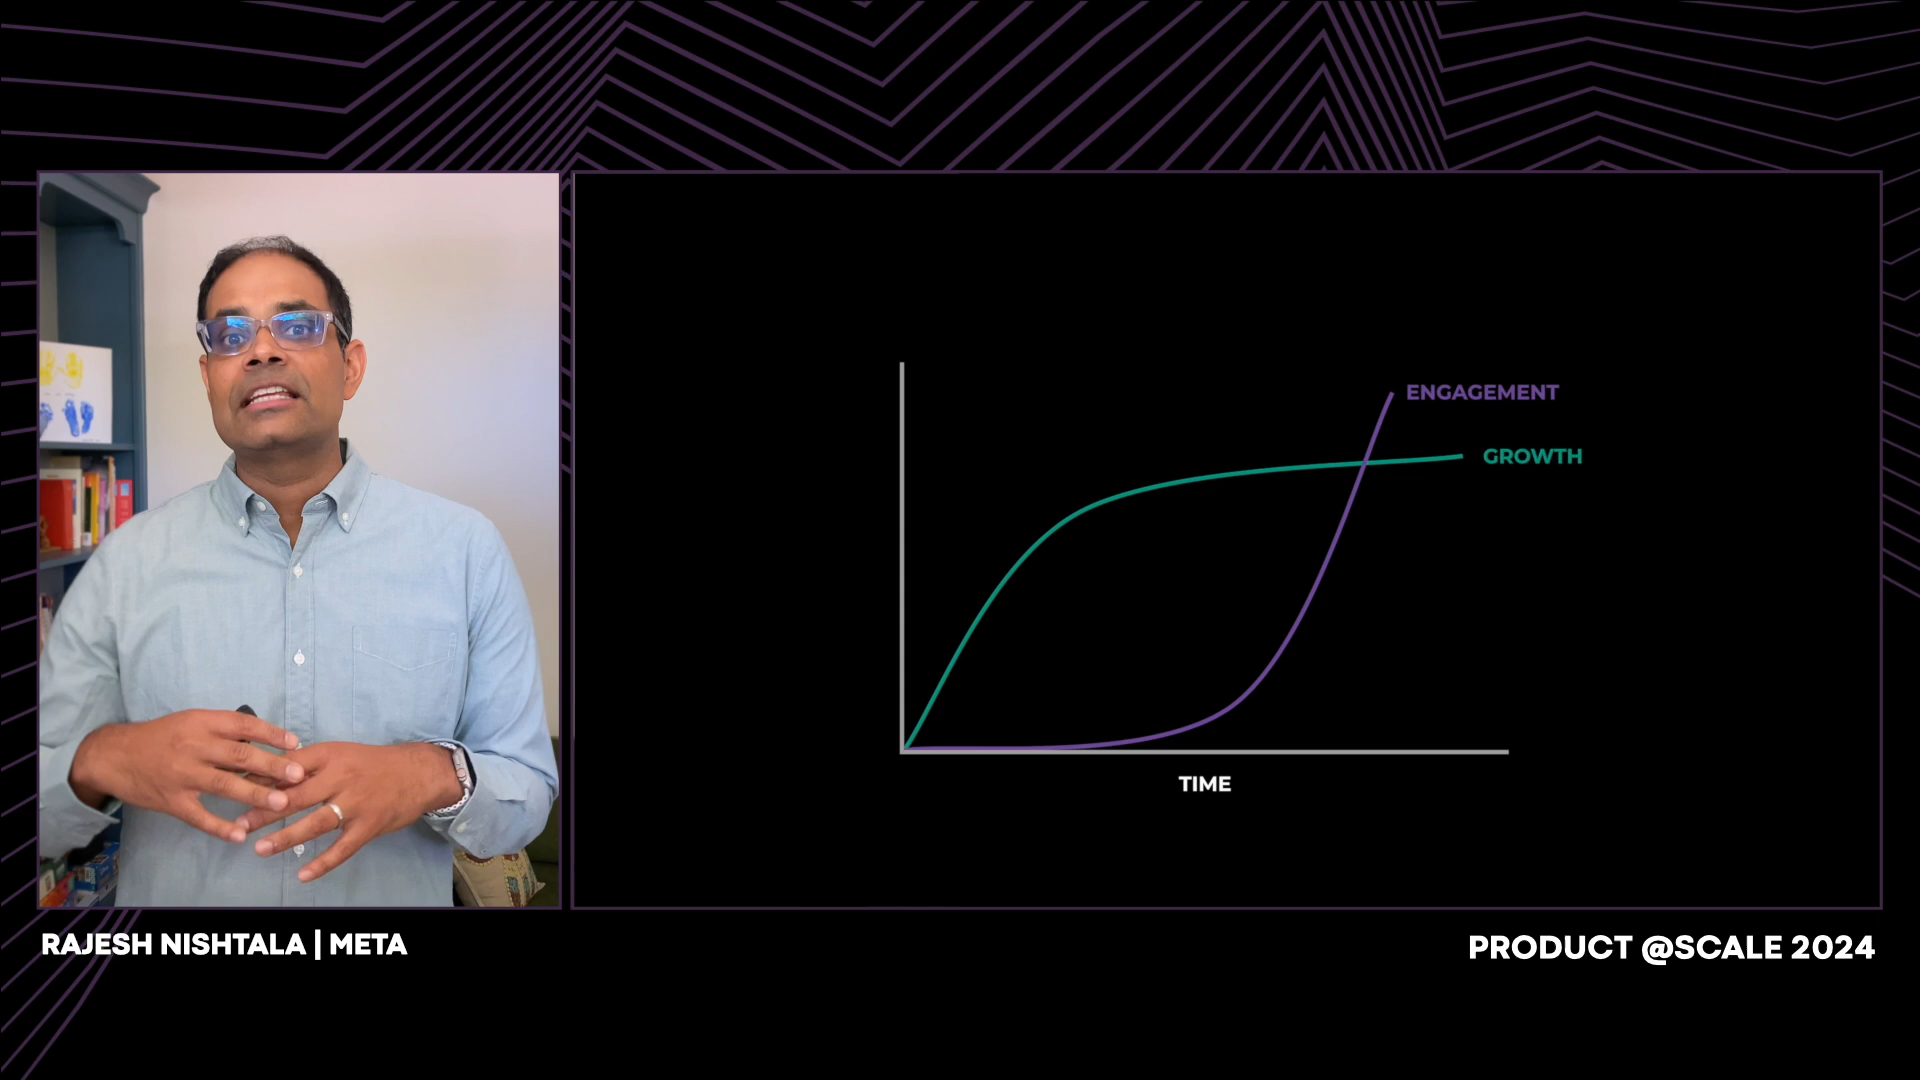 ENGAGEMENT
GROWTH
TIME
RAJESH NISHTALA | META
PRODUCT @SCALE 2024